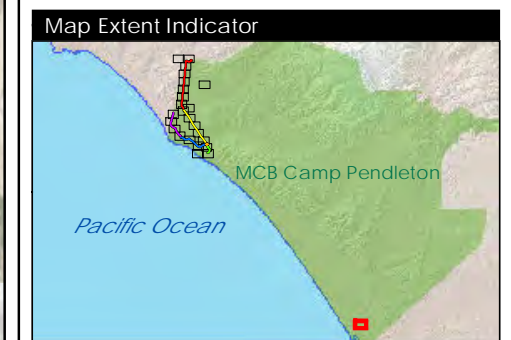 Map Extent Indicator
MCB Camp Pendleton
Pacific Ocean